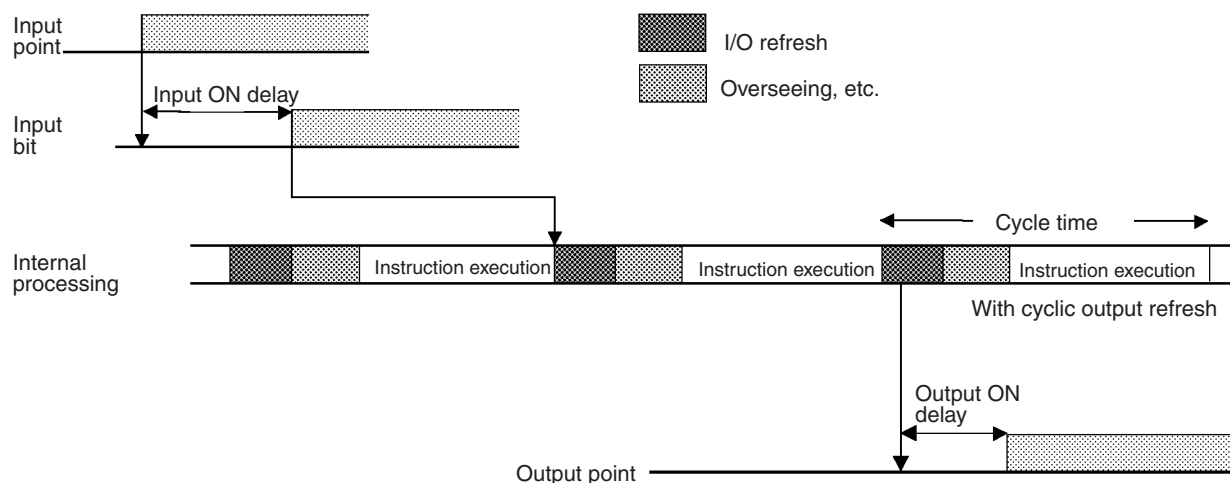 Input
point
I/O refresh
Overseeing, etc.
Input ON delay
Input
bit
Cycle time
Internal
processing
Instruction execution
Instruction execution
Instruction execution
With cyclic output refresh
Output ON
delay
Output point